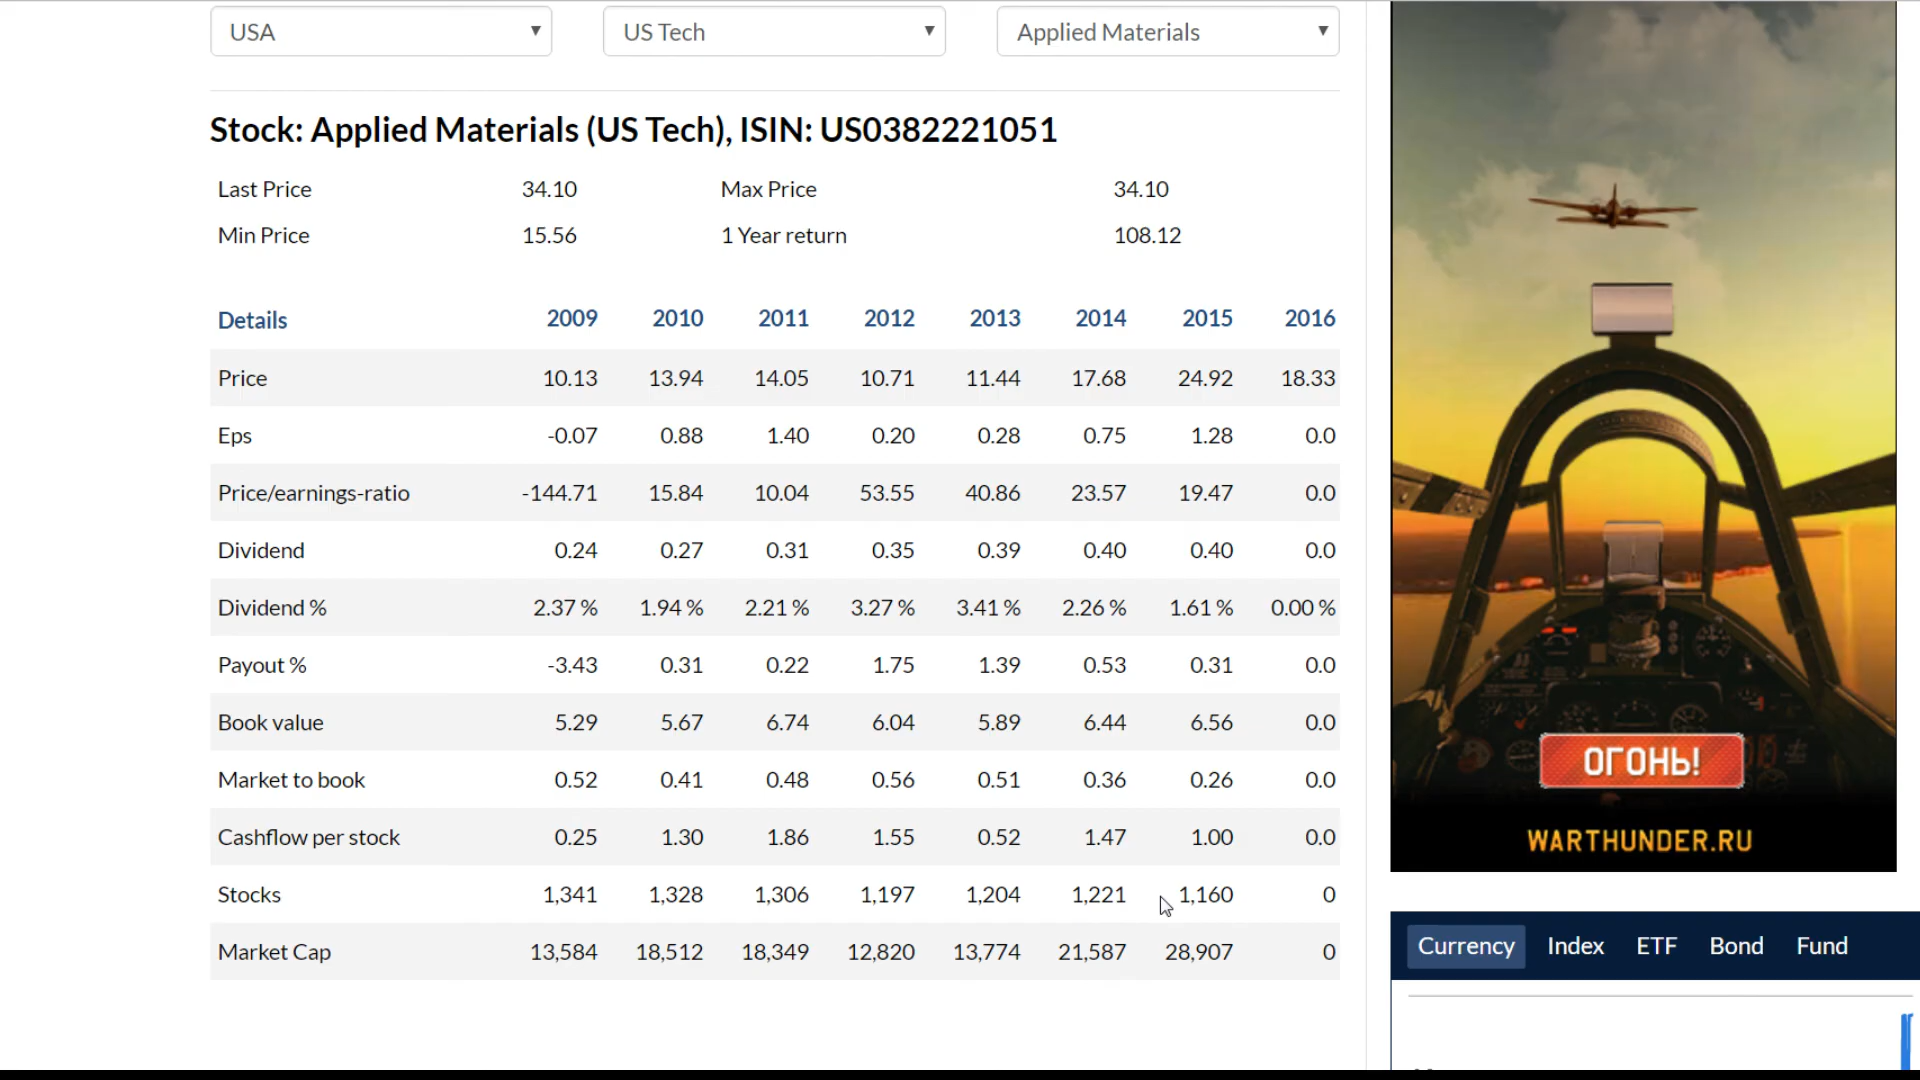 USA ▼ US Tech ▼ Applied Materials ▼
Stock: Applied Materials (US Tech), ISIN: US0382221051
Last Price 34.10 Max Price 34.10
Min Price 15.56 1 Year return 108.12
Details 2009 2010 2011 2012 2013 2014 2015 2016
Price 10.13 13.94 14.05 10.71 11.44 17.68 24.92 18.33
Eps -0.07 0.88 1.40 0.20 0.28 0.75 1.28 0.0
Price/earnings-ratio -144.71 15.84 10.04 53.55 40.86 23.57 19.47 0.0
Dividend 0.24 0.27 0.31 0.35 0.39 0.40 0.40 0.0
Dividend % 2.37 % 1.94 % 2.21 % 3.27 % 3.41 % 2.26 % 1.61 % 0.00 %
Payout % -3.43 0.31 0.22 1.75 1.39 0.53 0.31 0.0
Book value 5.29 5.67 6.74 6.04 5.89 6.44 6.56 0.0
Market to book 0.52 0.41 0.48 0.56 0.51 0.36 0.26 0.0
Cashflow per stock 0.25 1.30 1.86 1.55 0.52 1.47 1.00 0.0
Stocks 1,341 1,328 1,306 1,197 1,204 1,221 1,160 0
Market Cap 13,584 18,512 18,349 12,820 13,774 21,587 28,907 0
ОГОНЬ!
WARTHUNDER.RU
Currency Index ETF Bond Fund